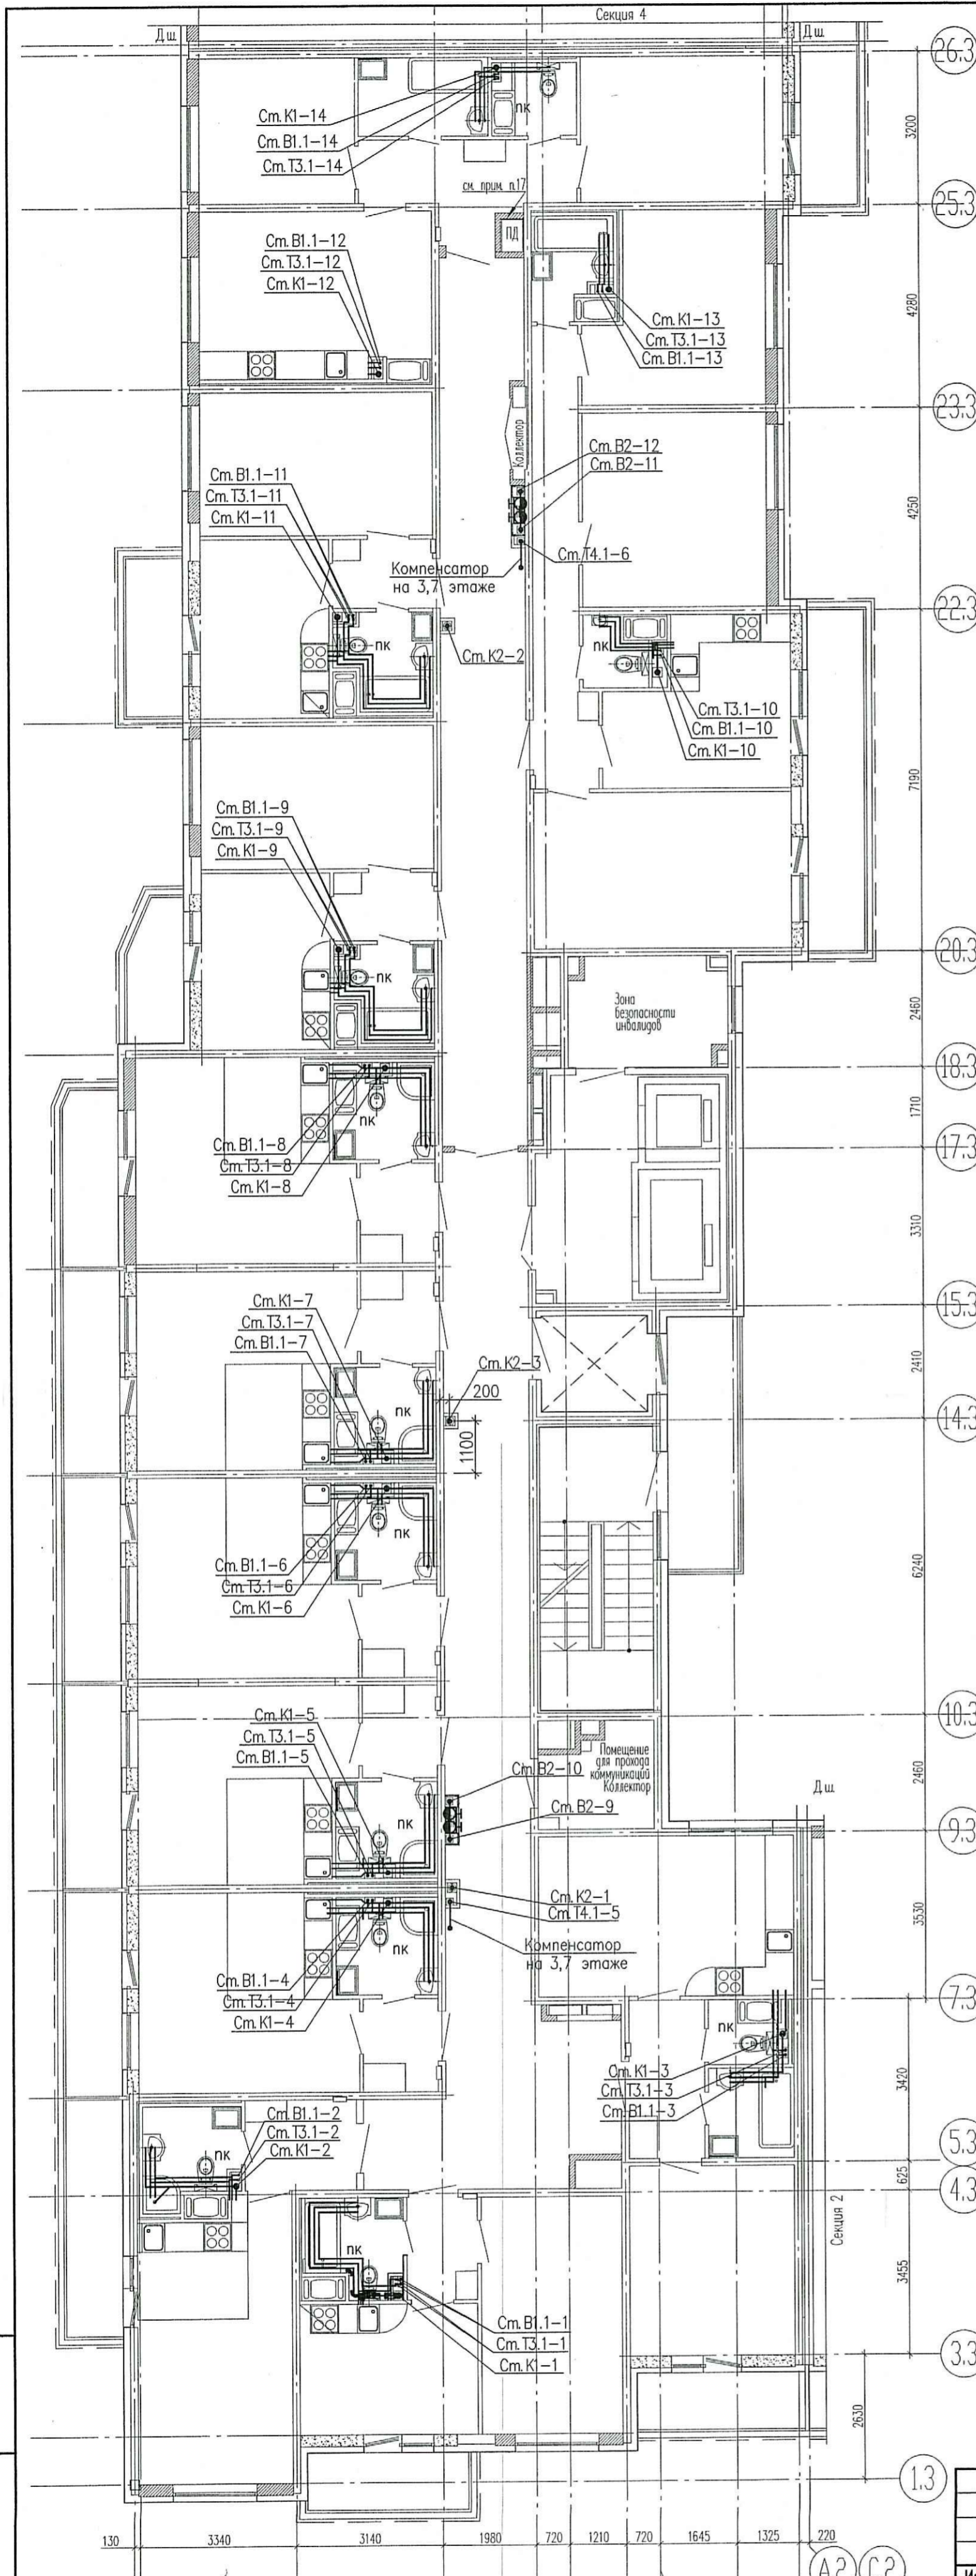 Секция 4
Д.ш.
Д.ш.
26.3
3200
Ст. К1-14
Ст. В1.1-14
Ст. Т3.1-14
пк
см. прим. п.17
25.3
ПД
Ст. В1.1-12
Ст. Т3.1-12
Ст. К1-12
4280
Ст. К1-13
Ст. Т3.1-13
Ст. В1.1-13
23.3
Коллектор
Ст. В2-12
Ст. В2-11
Ст. В1.1-11
Ст. Т3.1-11
Ст. К1-11
4250
Ст. Т4.1-6
Компенсатор
на 3,7 этаже
22.3
пк
Ст. К2-2
пк
Ст. Т3.1-10
Ст. В1.1-10
Ст. К1-10
7190
Ст. В1.1-9
Ст. Т3.1-9
Ст. К1-9
20.3
пк
Зона
безопасности
инвалидов
2460
18.3
1710
пк
17.3
Ст. В1.1-8
Ст. Т3.1-8
Ст. К1-8
3310
Ст. К1-7
Ст. Т3.1-7
Ст. В1.1-7
15.3
Ст. К2-3
2410
200
пк
14.3
1100
пк
Ст. В1.1-6
Ст. Т3.1-6
Ст. К1-6
6240
Ст. К1-5
Ст. Т3.1-5
Ст. В1.1-5
10.3
Помещение
для прохода
коммуникаций
Коллектор
Ст. В2-10
2460
Д.ш.
Ст. В2-9
пк
9.3
Ст. К2-1
Ст. Т4.1-5
3530
Компенсатор
на 3,7 этаже
пк
Ст. В1.1-4
Ст. Т3.1-4
Ст. К1-4
7.3
пк
Ст. К1-3
Ст. Т3.1-3
Ст. В1.1-3
3420
Ст. В1.1-2
Ст. Т3.1-2
Ст. К1-2
пк
5.3
625
4.3
Секция 2
пк
3455
Ст. В1.1-1
Ст. Т3.1-1
Ст. К1-1
3.3
2630
1.3
130
3340
3140
1980
720
1210
720
1645
1325
220
А.2
С.2